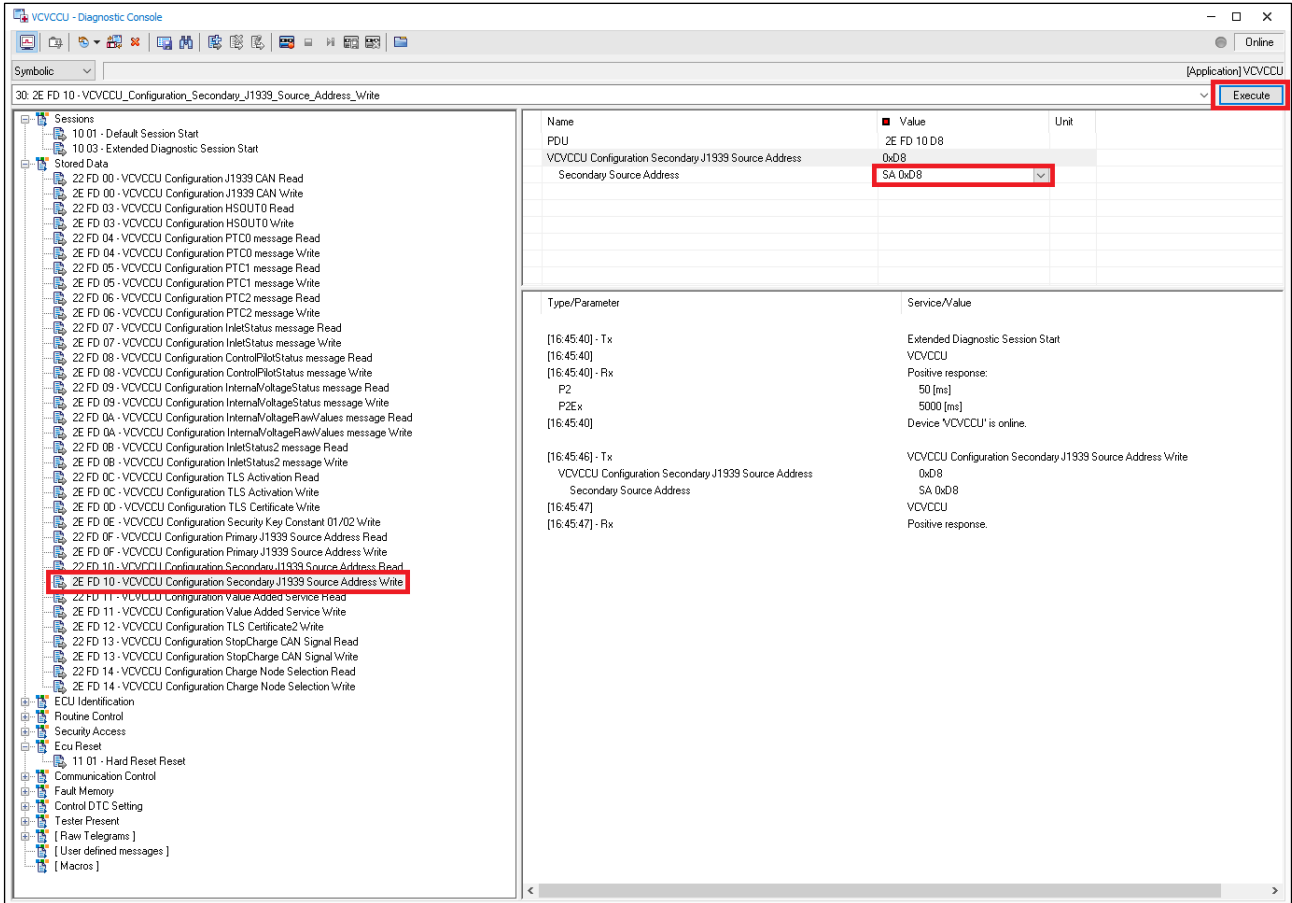 VCVCCU - Diagnostic Console
Online
Symbolic
[Application] VCVCCU
30: 2E FD 10 - VCVCCU_Configuration_Secondary_J1939_Source_Address_Write
Execute
Sessions
10 01 - Default Session Start
10 03 - Extended Diagnostic Session Start
Stored Data
22 FD 00 - VCVCCU Configuration J1939 CAN Read
2E FD 00 - VCVCCU Configuration J1939 CAN Write
22 FD 03 - VCVCCU Configuration HSOUT0 Read
2E FD 03 - VCVCCU Configuration HSOUT0 Write
22 FD 04 - VCVCCU Configuration PTC0 message Read
2E FD 04 - VCVCCU Configuration PTC0 message Write
22 FD 05 - VCVCCU Configuration PTC1 message Read
2E FD 05 - VCVCCU Configuration PTC1 message Write
22 FD 06 - VCVCCU Configuration PTC2 message Read
2E FD 06 - VCVCCU Configuration PTC2 message Write
22 FD 07 - VCVCCU Configuration InletStatus message Read
2E FD 07 - VCVCCU Configuration InletStatus message Write
22 FD 08 - VCVCCU Configuration ControlPilotStatus message Read
2E FD 08 - VCVCCU Configuration ControlPilotStatus message Write
22 FD 09 - VCVCCU Configuration InternalVoltageStatus message Read
2E FD 09 - VCVCCU Configuration InternalVoltageStatus message Write
22 FD 0A - VCVCCU Configuration InternalVoltageRawValues message Read
2E FD 0A - VCVCCU Configuration InternalVoltageRawValues message Write
22 FD 0B - VCVCCU Configuration InletStatus2 message Read
2E FD 0B - VCVCCU Configuration InletStatus2 message Write
22 FD 0C - VCVCCU Configuration TLS Activation Read
2E FD 0C - VCVCCU Configuration TLS Activation Write
2E FD 0D - VCVCCU Configuration TLS Certificate Write
2E FD 0E - VCVCCU Configuration Security Key Constant 01/02 Write
22 FD 0F - VCVCCU Configuration Primary J1939 Source Address Read
2E FD 0F - VCVCCU Configuration Primary J1939 Source Address Write
22 FD 10 - VCVCCU Configuration Secondary J1939 Source Address Read
2E FD 10 - VCVCCU Configuration Secondary J1939 Source Address Write
22 FD 11 - VCVCCU Configuration Value Added Service Read
2E FD 11 - VCVCCU Configuration Value Added Service Write
2E FD 12 - VCVCCU Configuration TLS Certificate2 Write
22 FD 13 - VCVCCU Configuration StopCharge CAN Signal Read
2E FD 13 - VCVCCU Configuration StopCharge CAN Signal Write
22 FD 14 - VCVCCU Configuration Charge Node Selection Read
2E FD 14 - VCVCCU Configuration Charge Node Selection Write
ECU Identification
Routine Control
Security Access
Ecu Reset
11 01 - Hard Reset Reset
Communication Control
Fault Memory
Control DTC Setting
Tester Present
[ Raw Telegrams ]
[ User defined messages ]
[ Macros ]
Name Value Unit
PDU 2E FD 10 D8
VCVCCU Configuration Secondary J1939 Source Address 0xD8
Secondary Source Address SA 0xD8
Type/Parameter Service/Value
[16:45:40] - Tx Extended Diagnostic Session Start
[16:45:40] VCVCCU
[16:45:40] - Rx Positive response:
P2 50 [ms]
P2Ex 5000 [ms]
[16:45:40] Device 'VCVCCU' is online.
[16:45:46] - Tx VCVCCU Configuration Secondary J1939 Source Address Write
VCVCCU Configuration Secondary J1939 Source Address 0xD8
Secondary Source Address SA 0xD8
[16:45:47] VCVCCU
[16:45:47] - Rx Positive response.